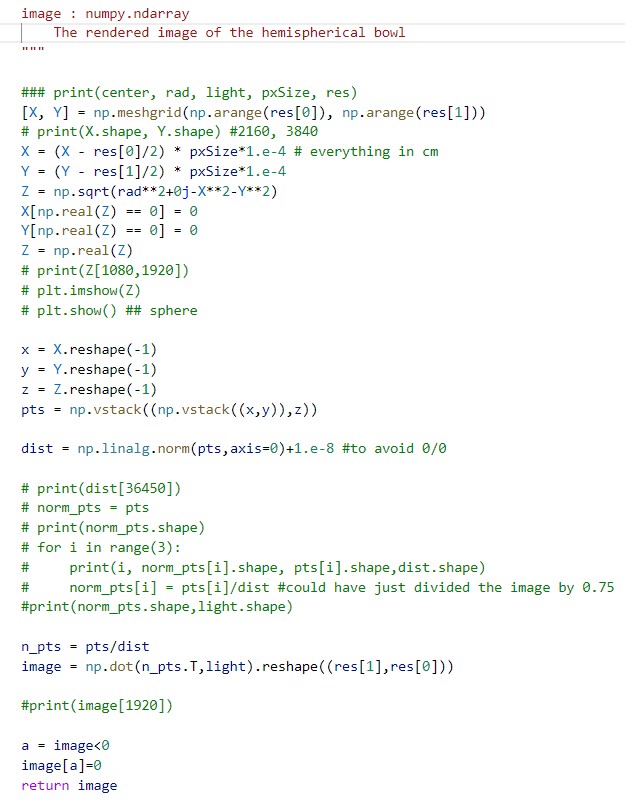 image : numpy.ndarray
    The rendered image of the hemispherical bowl
"""
### print(center, rad, light, pxSize, res)
[X, Y] = np.meshgrid(np.arange(res[0]), np.arange(res[1]))
# print(X.shape, Y.shape) #2160, 3840
X = (X - res[0]/2) * pxSize*1.e-4 # everything in cm
Y = (Y - res[1]/2) * pxSize*1.e-4
Z = np.sqrt(rad**2+0j-X**2-Y**2)
X[np.real(Z) == 0] = 0
Y[np.real(Z) == 0] = 0
Z = np.real(Z)
# print(Z[1080,1920])
# plt.imshow(Z)
# plt.show() ## sphere
x = X.reshape(-1)
y = Y.reshape(-1)
z = Z.reshape(-1)
pts = np.vstack((np.vstack((x,y)),z))
dist = np.linalg.norm(pts,axis=0)+1.e-8 #to avoid 0/0
# print(dist[36450])
# norm_pts = pts
# print(norm_pts.shape)
# for i in range(3):
#     print(i, norm_pts[i].shape, pts[i].shape,dist.shape)
#     norm_pts[i] = pts[i]/dist #could have just divided the image by 0.75
#print(norm_pts.shape,light.shape)
n_pts = pts/dist
image = np.dot(n_pts.T,light).reshape((res[1],res[0]))
#print(image[1920])
a = image<0
image[a]=0
return image